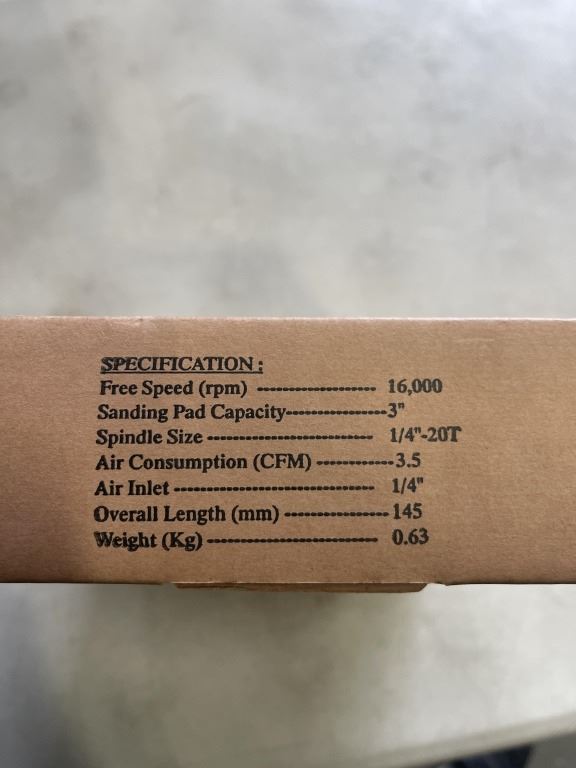 SPECIFICATION :
Free Speed (rpm) ------------------- 16,000
Sanding Pad Capacity----------------3"
Spindle Size -------------------------- 1/4"-20T
Air Consumption (CFM) ------------3.5
Air Inlet -------------------------------- 1/4"
Overall Length (mm) ---------------- 145
Weight (Kg) --------------------------- 0.63